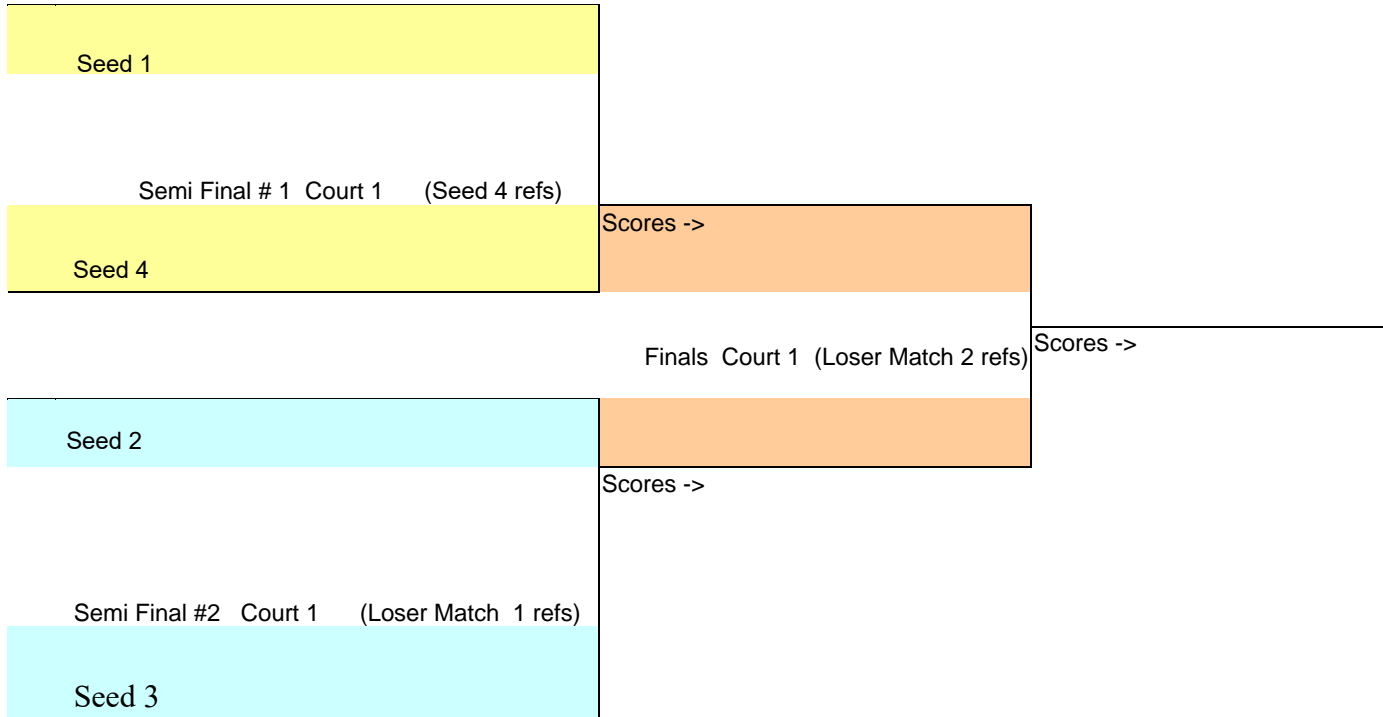 Seed 1
Semi Final # 1 Court 1 (Seed 4 refs)
Scores ->
Seed 4
Finals Court 1 (Loser Match 2 refs)
Scores ->
Seed 2
Scores ->
Semi Final #2 Court 1 (Loser Match 1 refs)
Seed 3